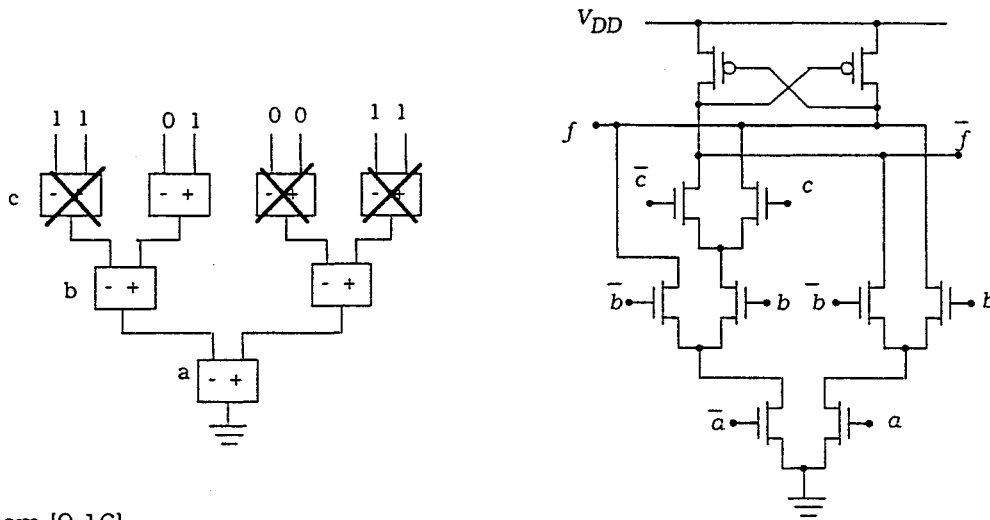 V_DD
1 1 0 1 0 0 1 1
f f̅
c - + - + - + - +
c̅ c
b - + - +
b̅ b b̅ b
a - +
a̅ a